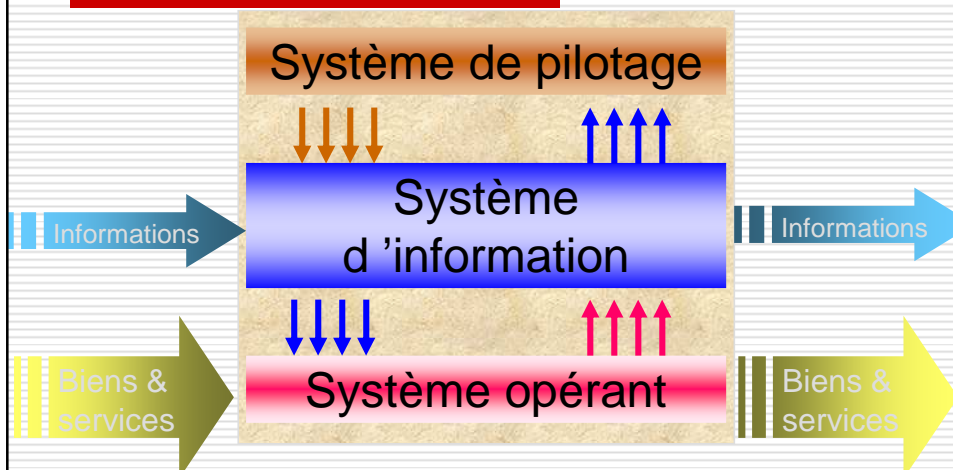 Système de pilotage
Système
d ’information
Informations
Informations
Biens &
services
Système opérant
Biens &
services